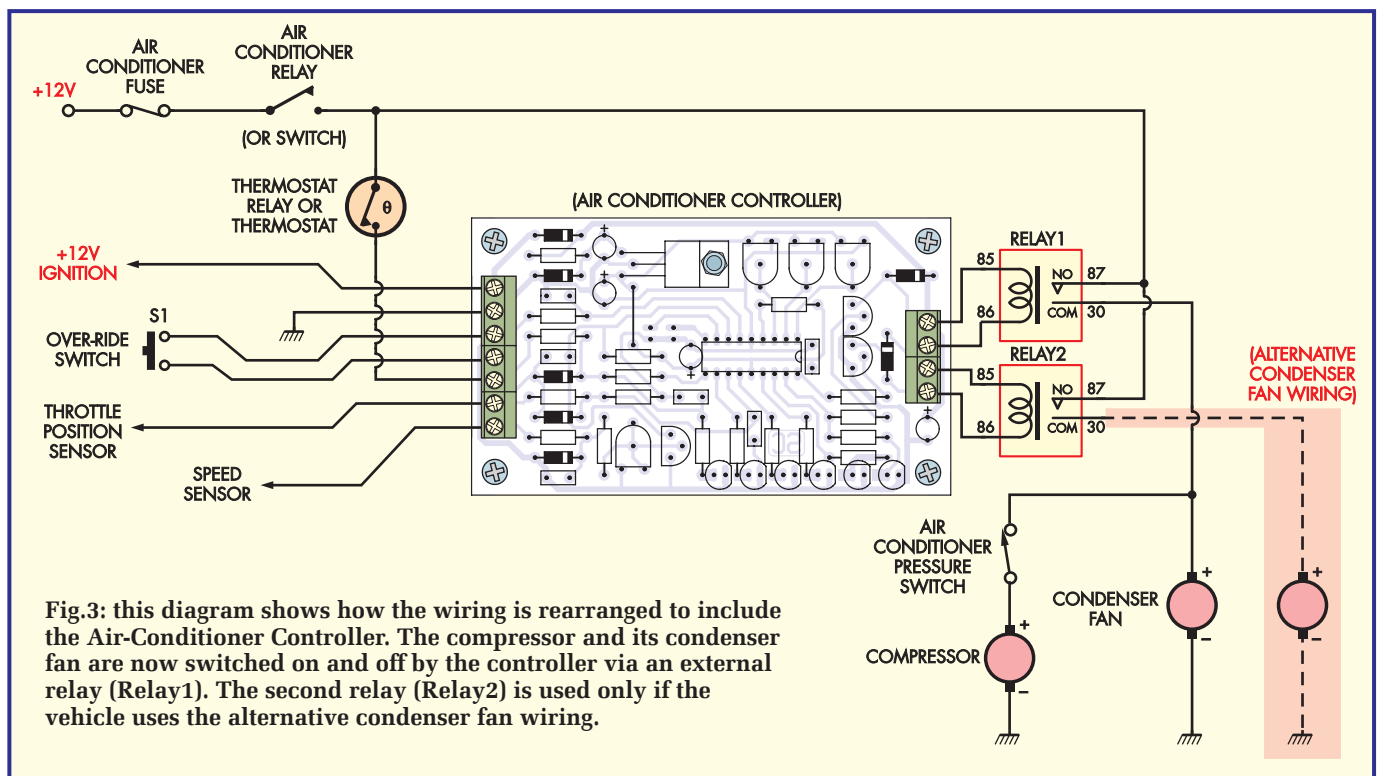 AIR
CONDITIONER
FUSE
AIR
CONDITIONER
RELAY
+12V
(OR SWITCH)
THERMOSTAT
RELAY OR
THERMOSTAT
θ
(AIR CONDITIONER CONTROLLER)
+12V
IGNITION
S1
OVER-RIDE
SWITCH
THROTTLE
POSITION
SENSOR
SPEED
SENSOR
+
+
+
+
RELAY1
85
NO
87
86
COM
30
RELAY2
85
NO
87
86
COM
30
(ALTERNATIVE
CONDENSER
FAN WIRING)
AIR
CONDITIONER
PRESSURE
SWITCH
CONDENSER
FAN
+
–
+
–
COMPRESSOR
+
–
Fig.3: this diagram shows how the wiring is rearranged to include
the Air-Conditioner Controller. The compressor and its condenser
fan are now switched on and off by the controller via an external
relay (Relay1). The second relay (Relay2) is used only if the
vehicle uses the alternative condenser fan wiring.